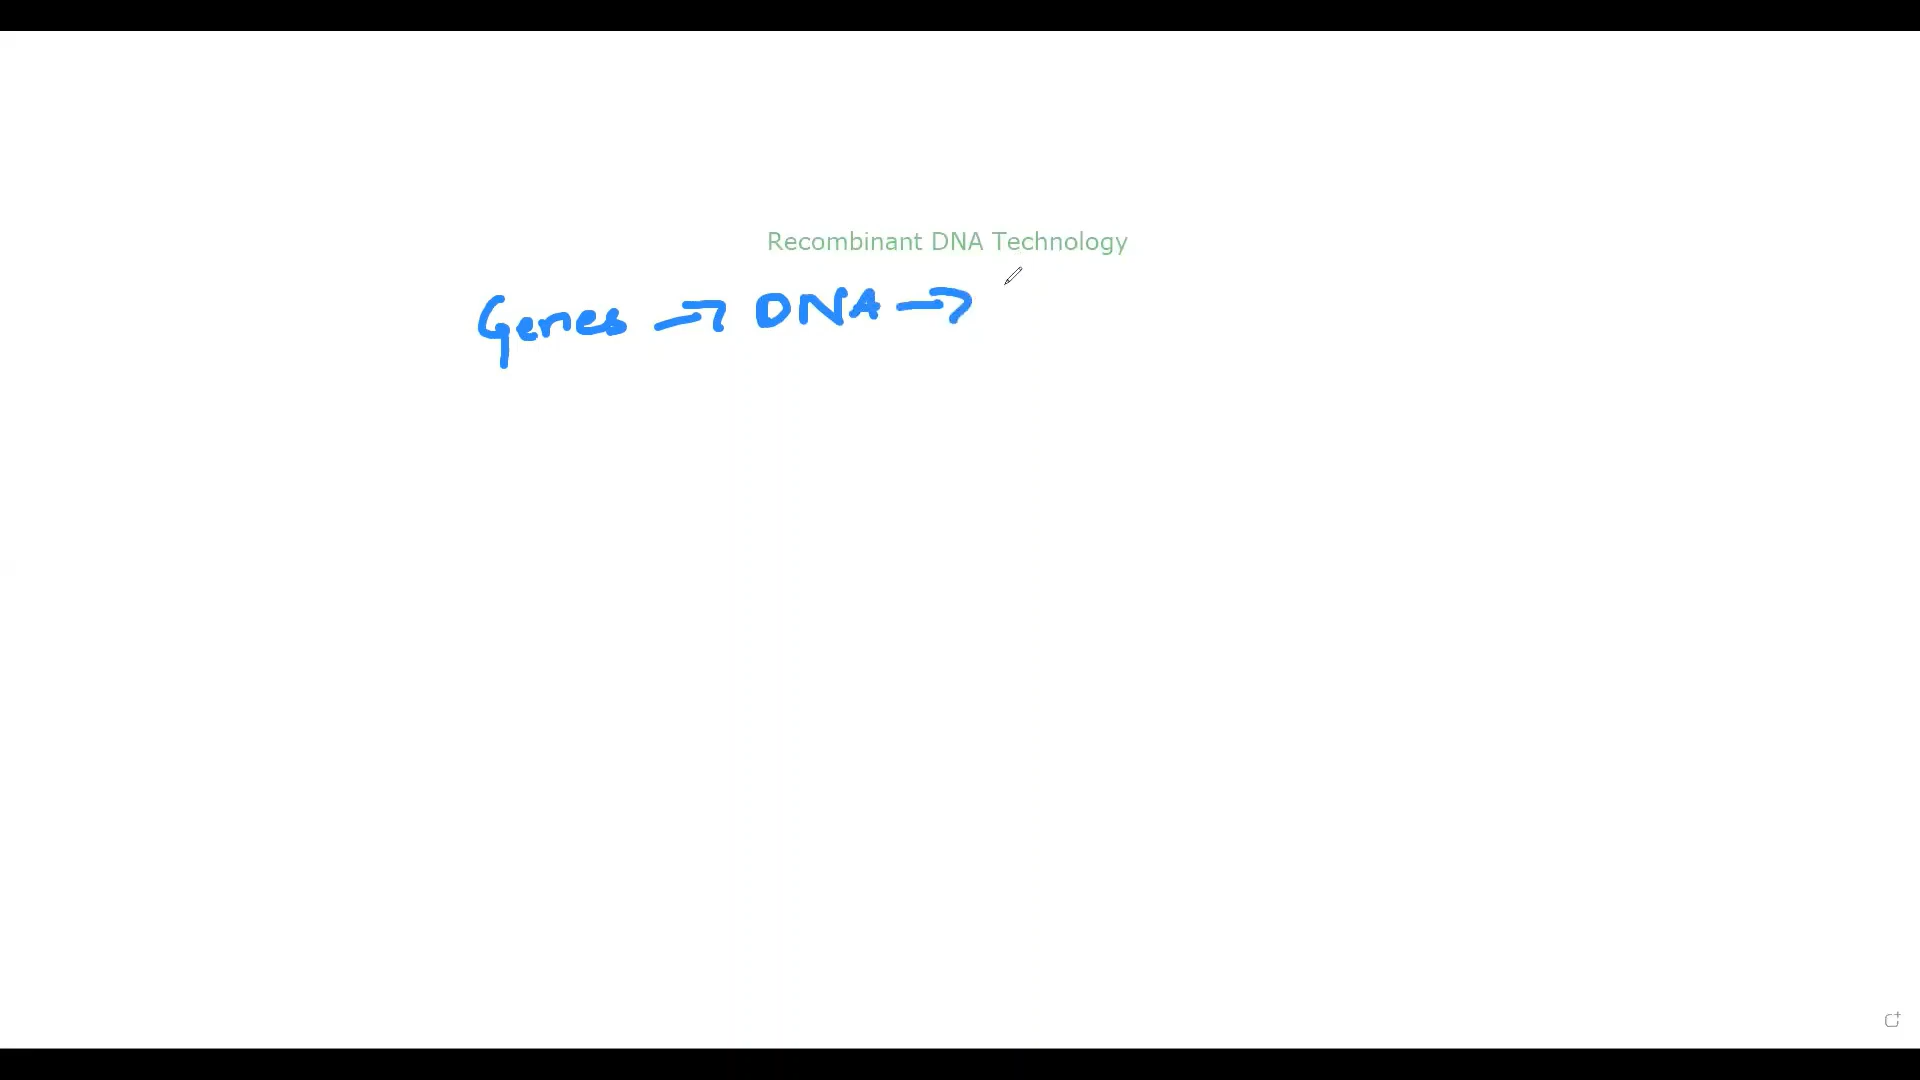 Recombinant DNA Technology
Genes → DNA →